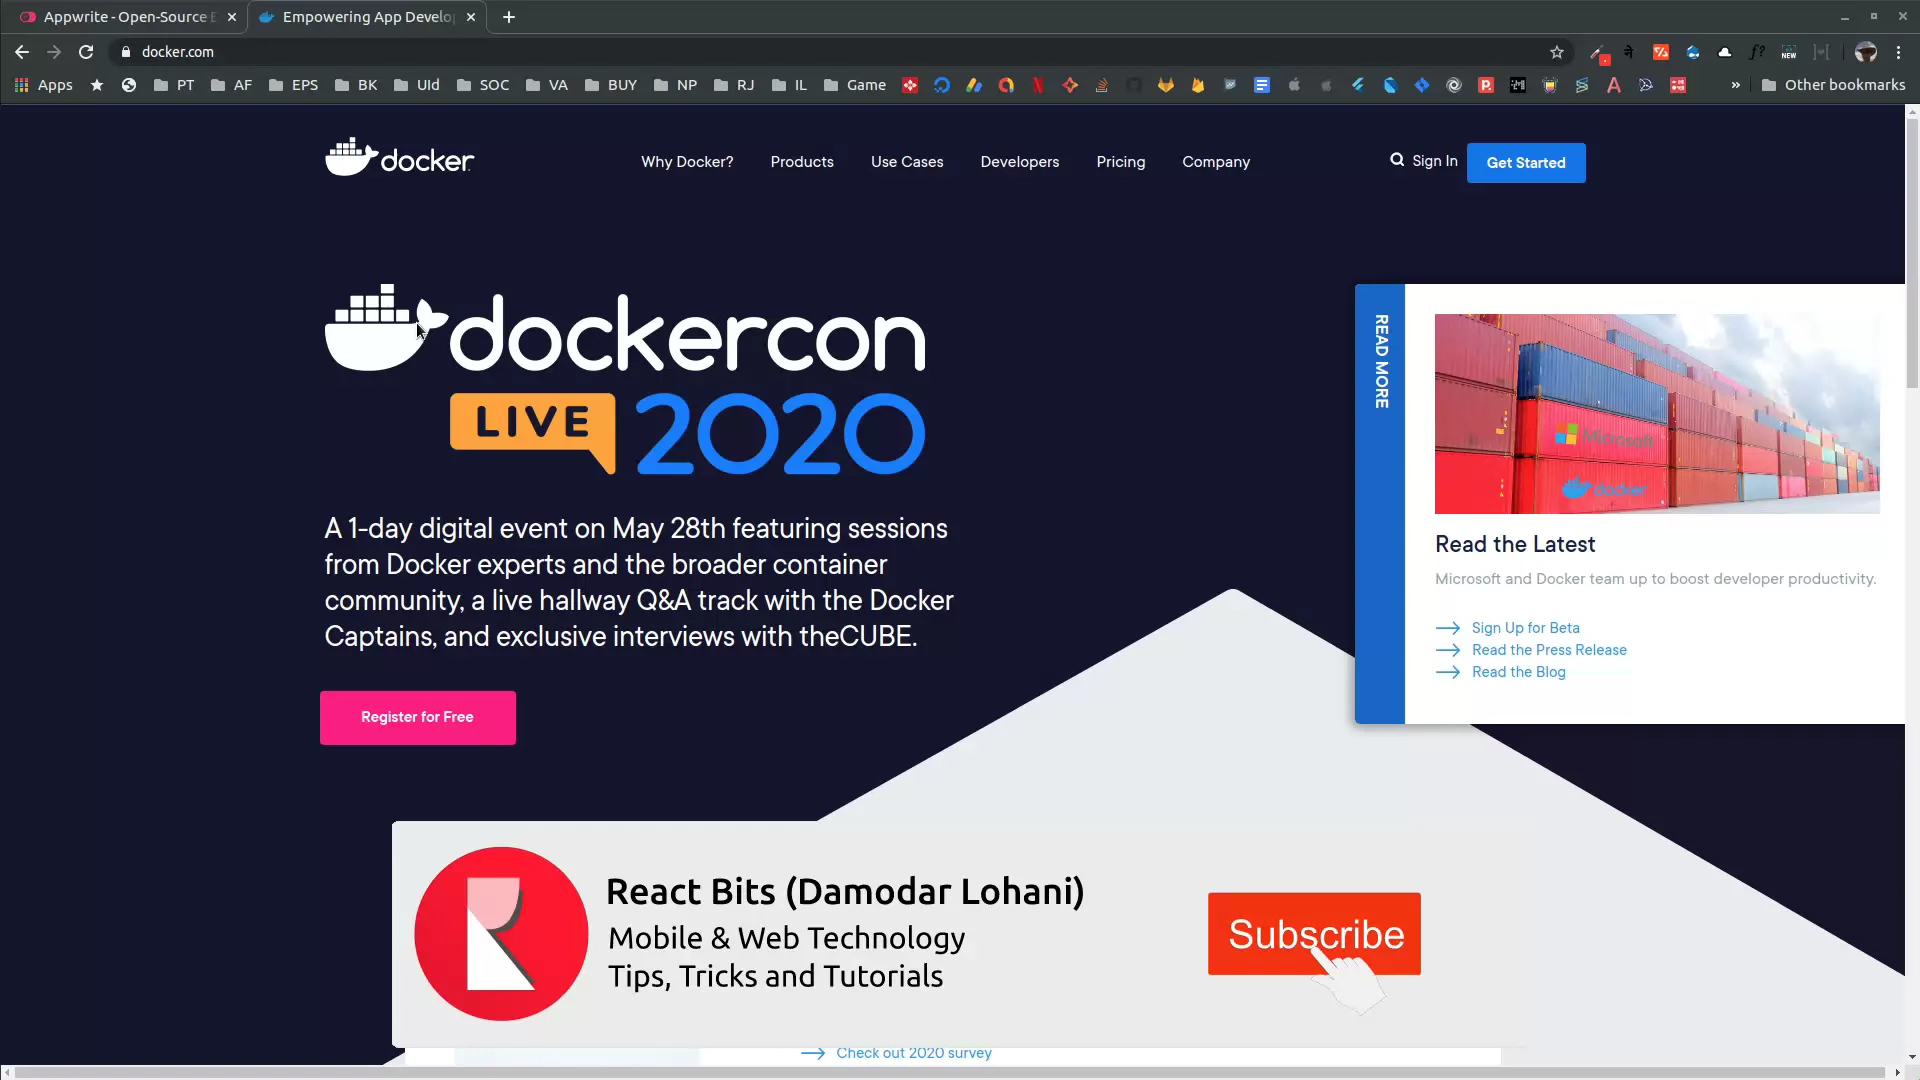 Appwrite - Open-Source E
Empowering App Develo
docker.com
Apps
PT
AF
EPS
BK
UId
SOC
VA
BUY
NP
RJ
IL
Game
Other bookmarks
docker
Why Docker?
Products
Use Cases
Developers
Pricing
Company
Sign In
Get Started
dockercon
LIVE 2020
A 1-day digital event on May 28th featuring sessions
from Docker experts and the broader container
community, a live hallway Q&A track with the Docker
Captains, and exclusive interviews with theCUBE.
Register for Free
READ MORE
Microsoft
docker
Read the Latest
Microsoft and Docker team up to boost developer productivity.
Sign Up for Beta
Read the Press Release
Read the Blog
React Bits (Damodar Lohani)
Mobile & Web Technology
Tips, Tricks and Tutorials
Subscribe
Check out 2020 survey